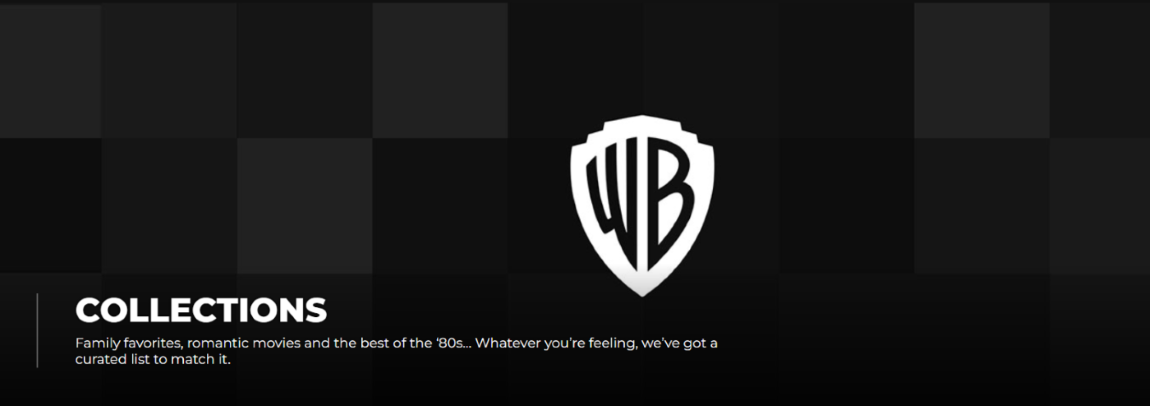 WB
COLLECTIONS
Family favorites, romantic movies and the best of the ‘80s... Whatever you’re feeling, we’ve got a
curated list to match it.